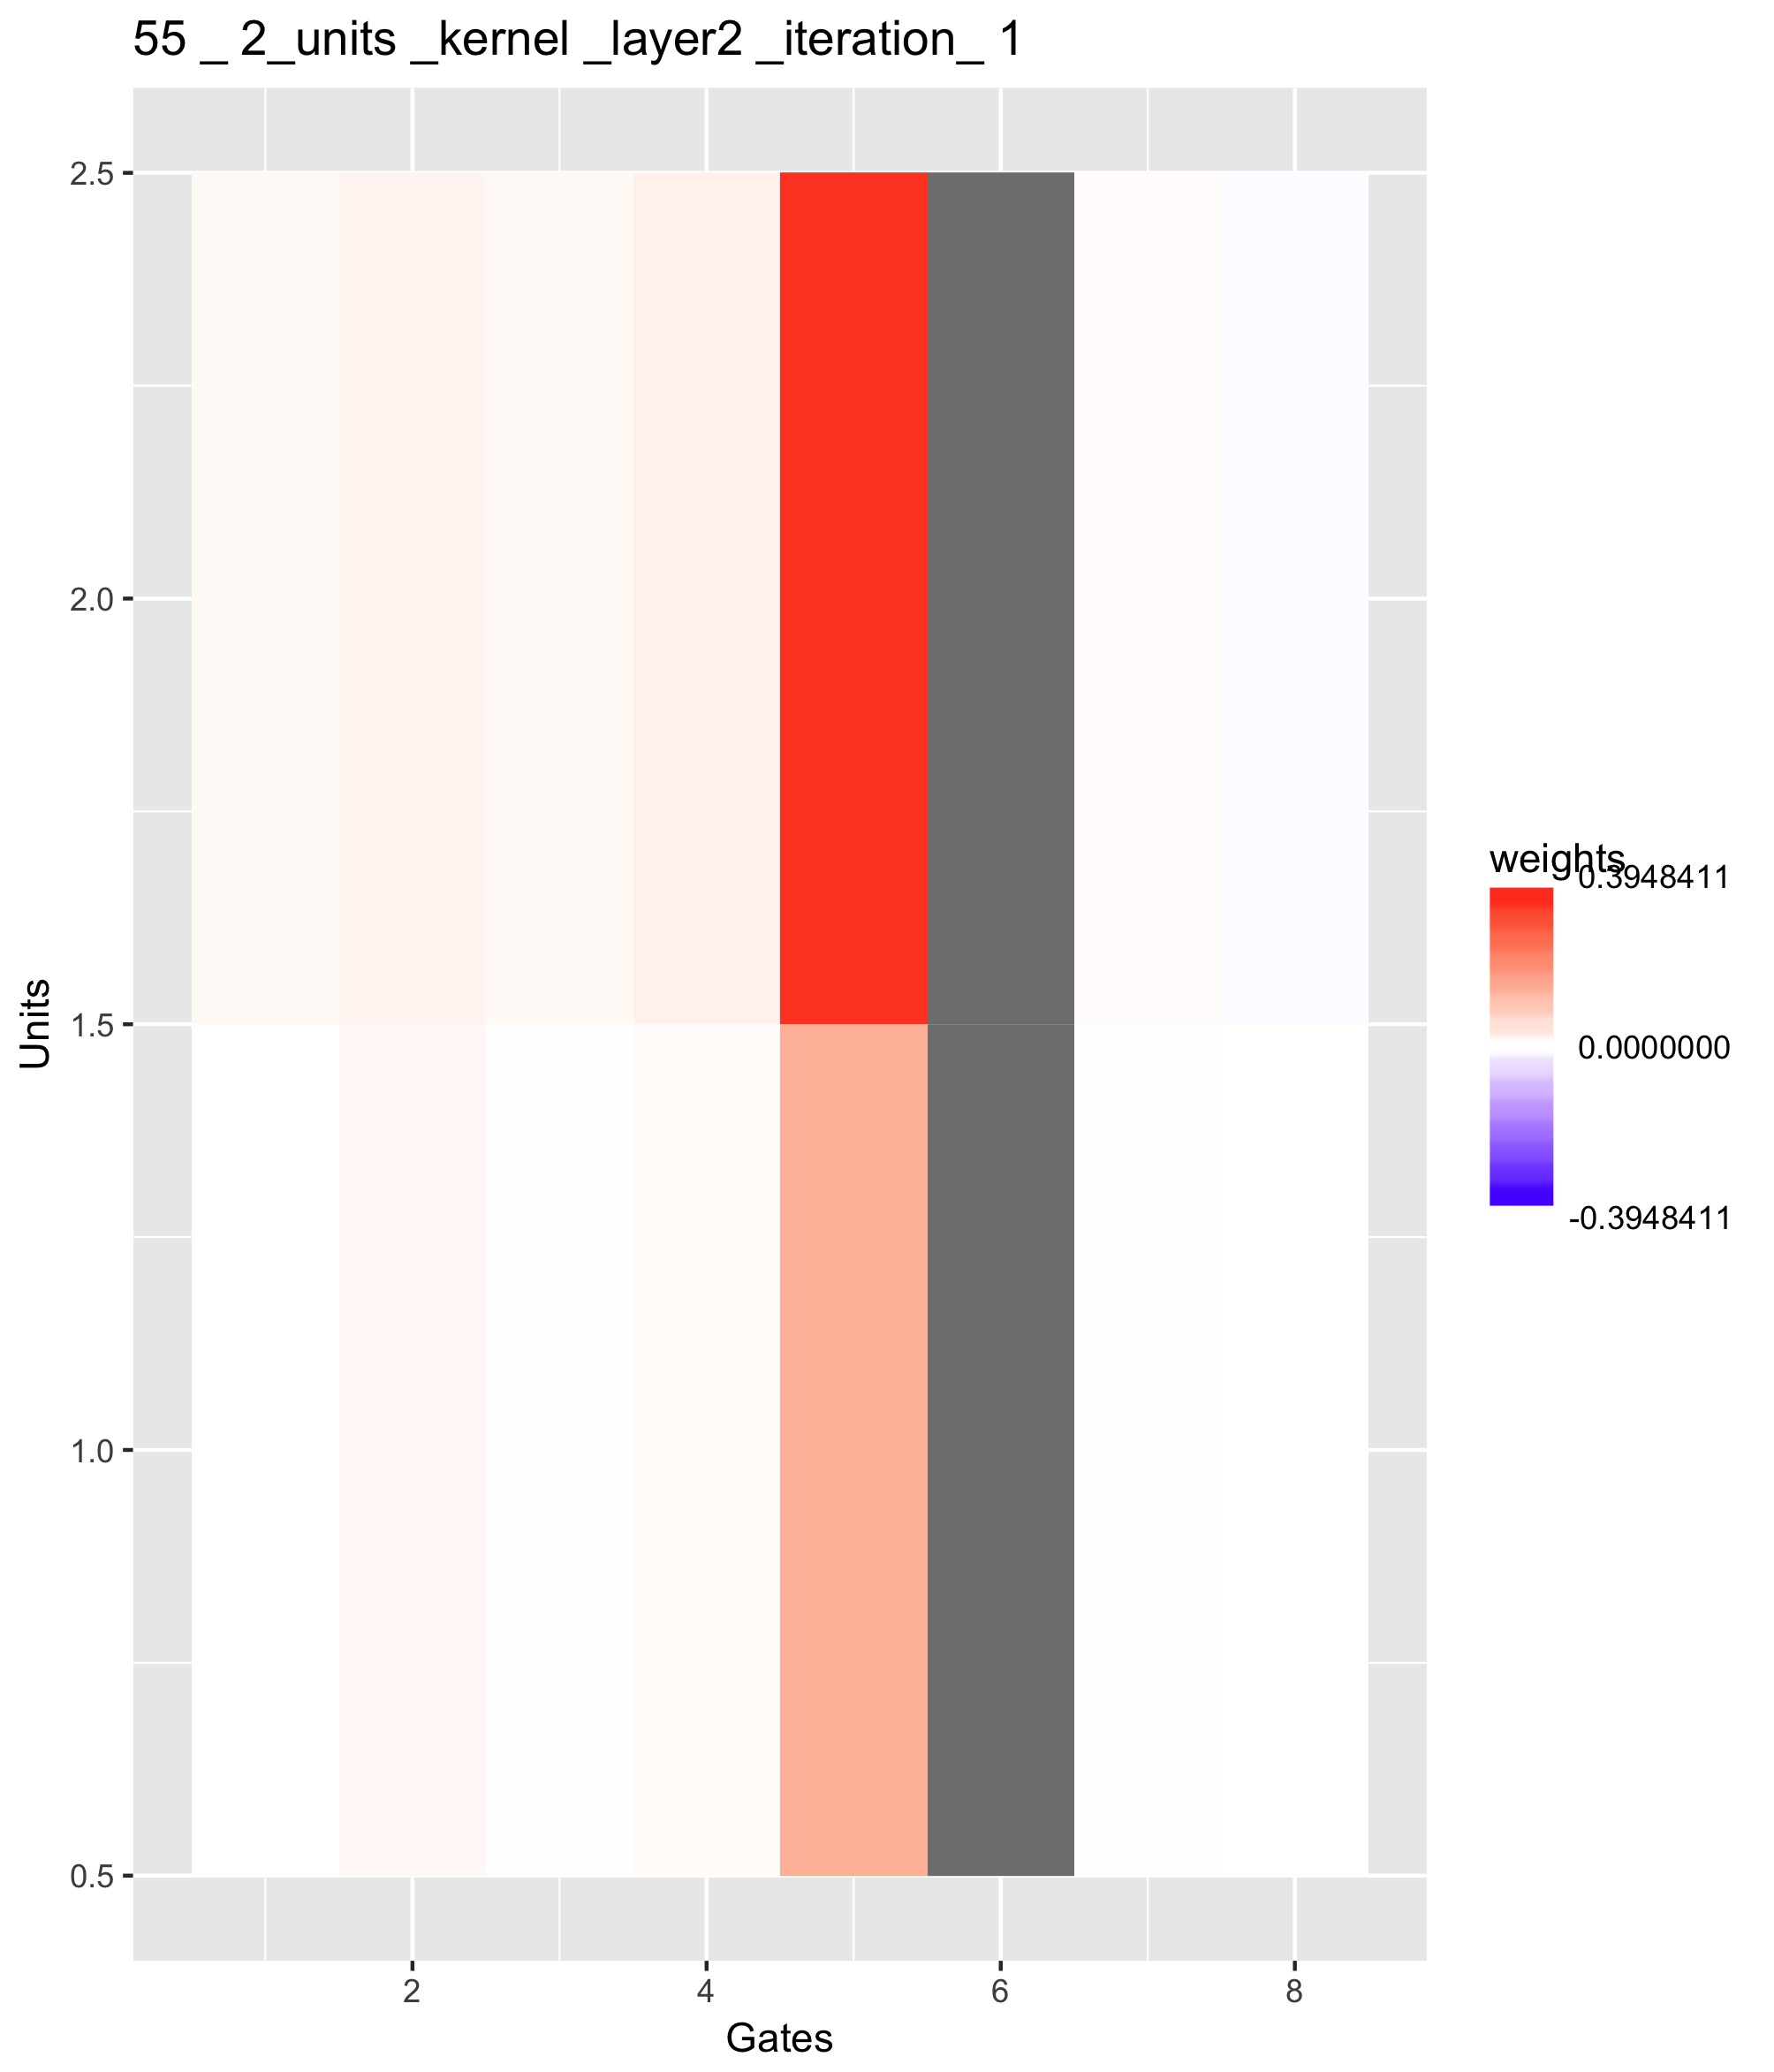 55 _ 2_units _kernel _layer2 _iteration_ 1
2.5
2.0
1.5
1.0
0.5
Units
2 4 6 8
Gates
weights
0.3948411
0.0000000
-0.3948411